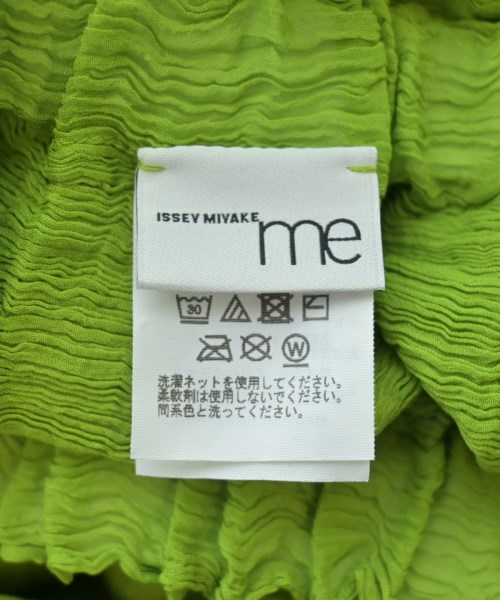 ISSEY MIYAKE me
30
W
洗濯ネットを使用してください。
柔軟剤は使用しないでください。
同系色と洗ってください。